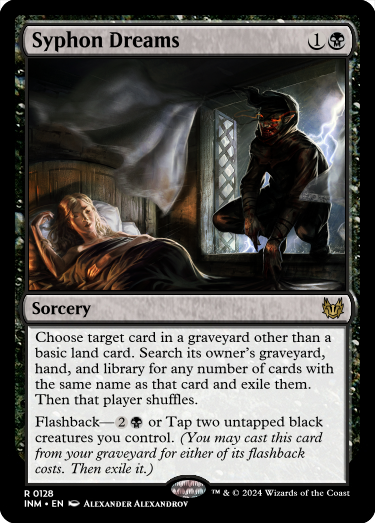 Syphon Dreams 1
Sorcery
Choose target card in a graveyard other than a
basic land card. Search its owner's graveyard,
hand, and library for any number of cards with
the same name as that card and exile them.
Then that player shuffles.
Flashback— 2 or Tap two untapped black
creatures you control. (You may cast this card
from your graveyard for either of its flashback
costs. Then exile it.)
R 0128 ™ & © 2024 Wizards of the Coast
INM • EN Alexander Alexandrov